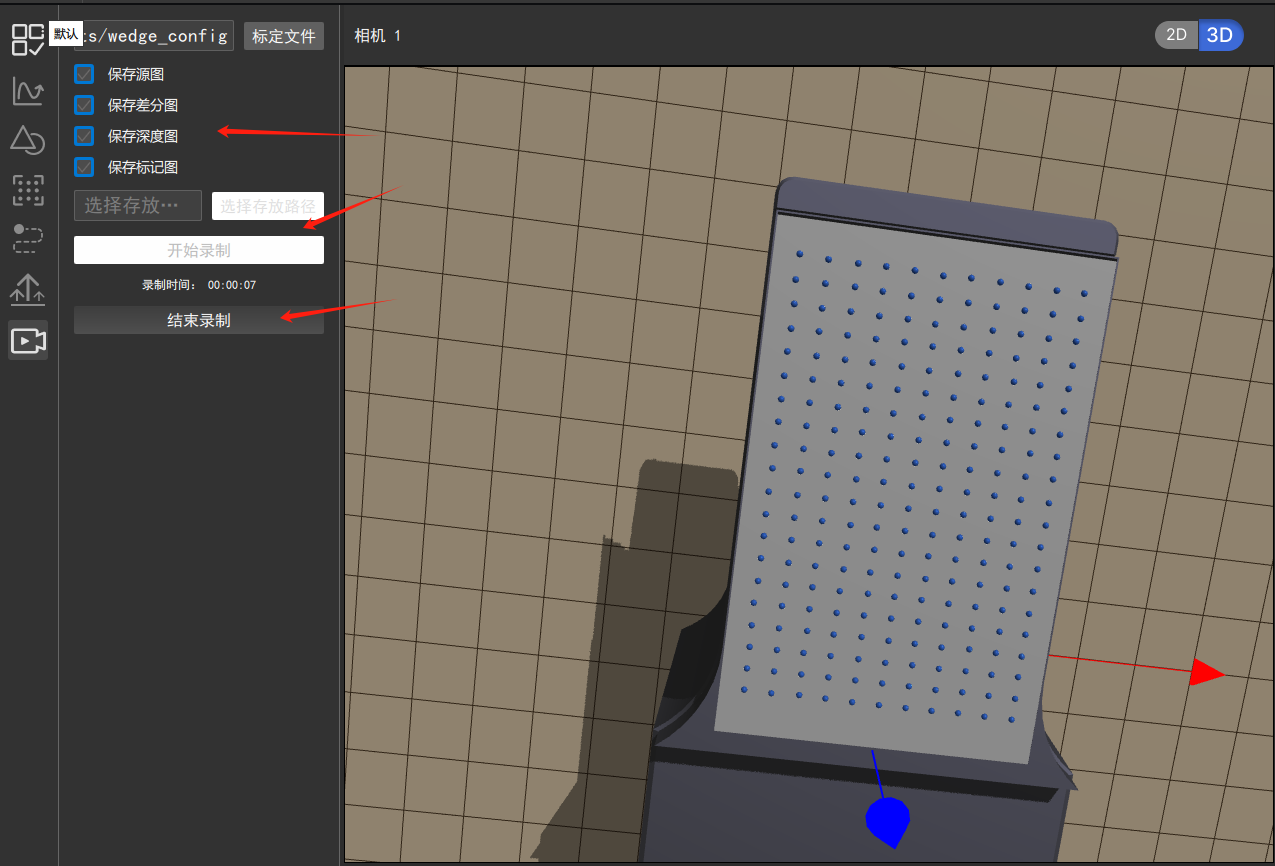 默认
s/wedge_config
标定文件
相机 1
2D
3D
保存源图
保存差分图
保存深度图
保存标记图
选择存放…
选择存放路径
开始录制
录制时间: 00:00:07
结束录制